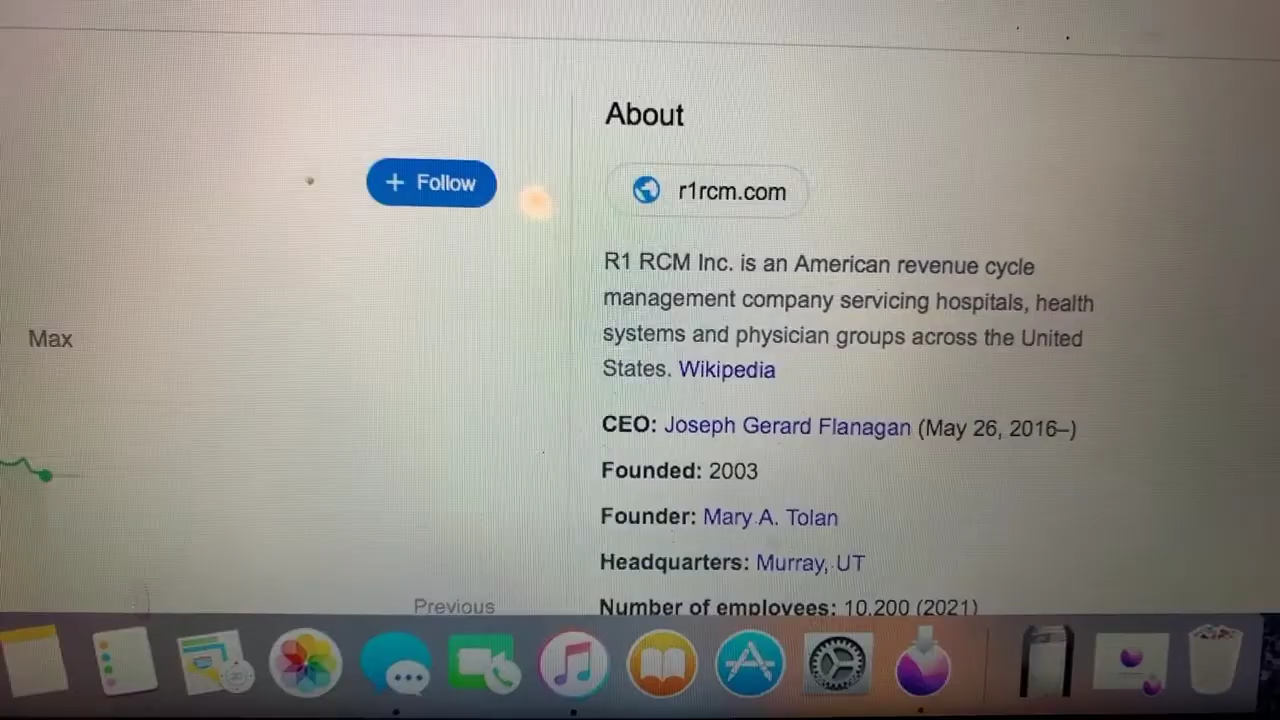 About
+ Follow
r1rcm.com
R1 RCM Inc. is an American revenue cycle
management company servicing hospitals, health
systems and physician groups across the United
States. Wikipedia
Max
CEO: Joseph Gerard Flanagan (May 26, 2016–)
Founded: 2003
Founder: Mary A. Tolan
Headquarters: Murray, UT
Previous
Number of employees: 10,200 (2021)